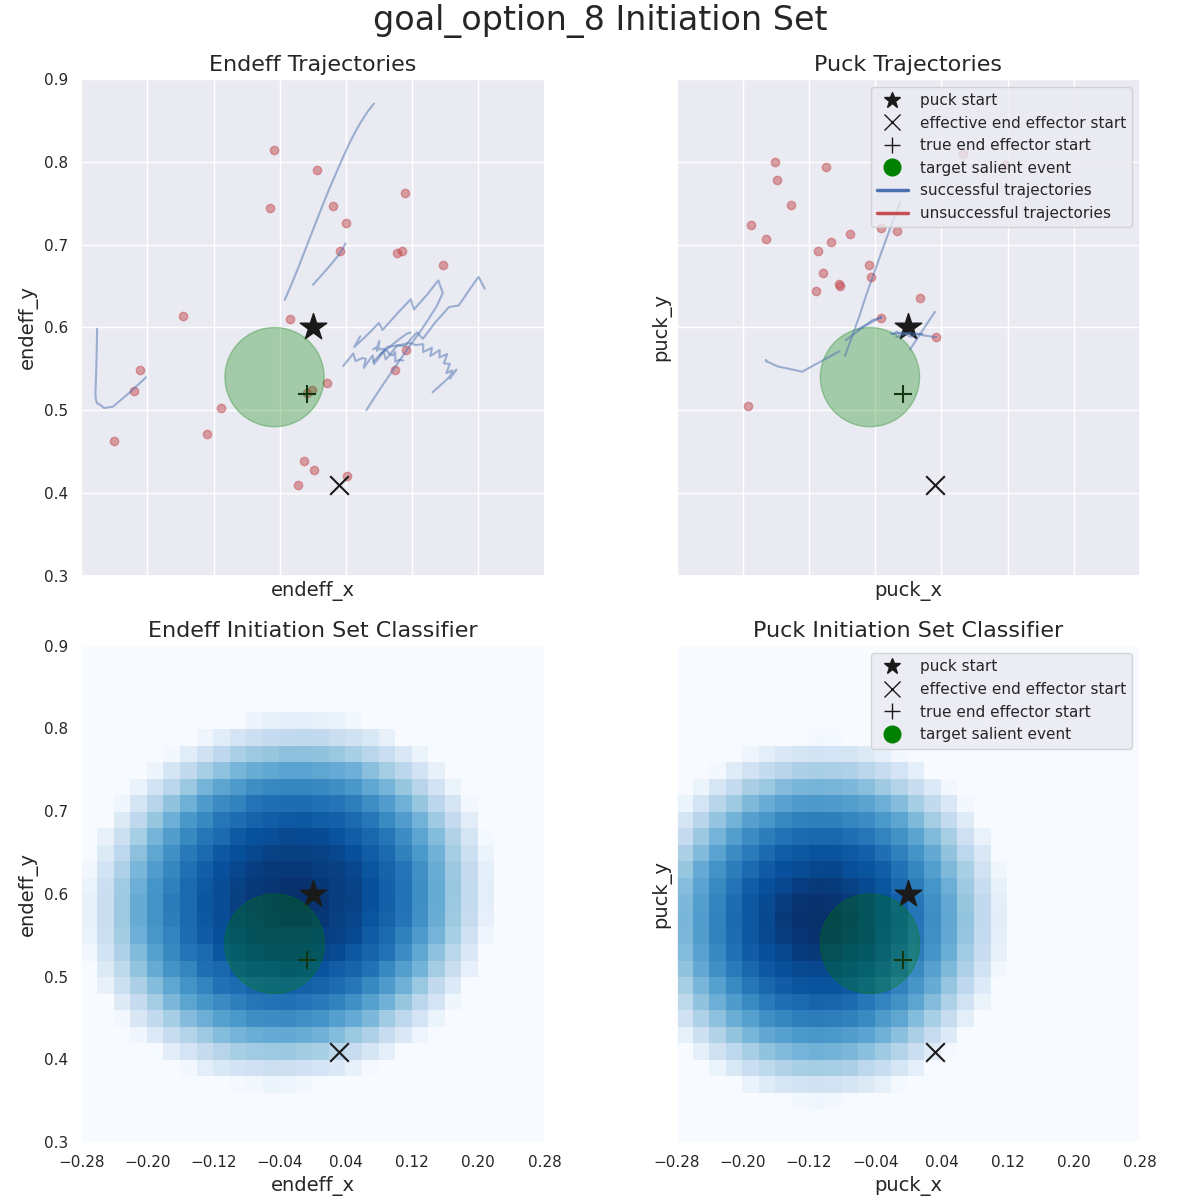 goal_option_8 Initiation Set
Endeff Trajectories
0.9
0.8
0.7
0.6
0.5
0.4
0.3
endeff_y
endeff_x
Puck Trajectories
puck start
effective end effector start
true end effector start
target salient event
successful trajectories
unsuccessful trajectories
puck_y
puck_x
Endeff Initiation Set Classifier
0.9
0.8
0.7
0.6
0.5
0.4
0.3
endeff_y
−0.28 −0.20 −0.12 −0.04 0.04 0.12 0.20 0.28
endeff_x
Puck Initiation Set Classifier
puck start
effective end effector start
true end effector start
target salient event
puck_y
−0.28 −0.20 −0.12 −0.04 0.04 0.12 0.20 0.28
puck_x